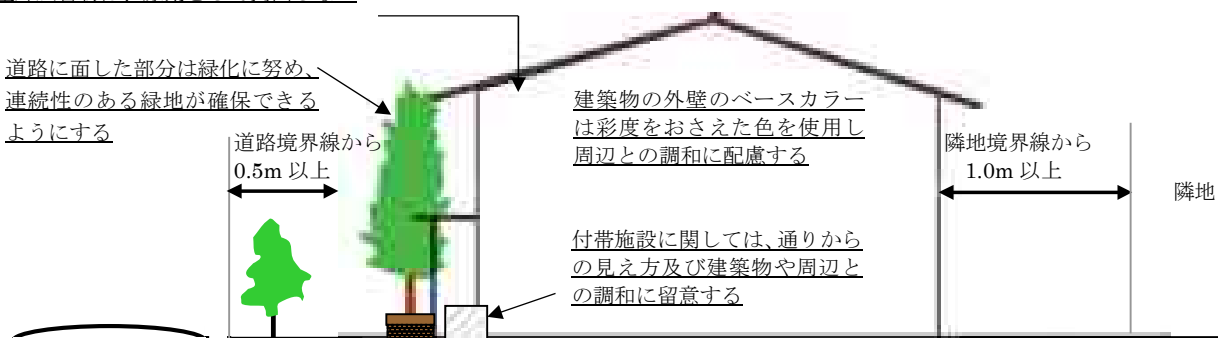 道路に面した部分は緑化に努め、
連続性のある緑地が確保できる
ようにする
道路境界線から
0.5m 以上
建築物の外壁のベースカラー
は彩度をおさえた色を使用し
周辺との調和に配慮する
隣地境界線から
1.0m 以上
隣地
付帯施設に関しては、通りから
の見え方及び建築物や周辺と
の調和に留意する